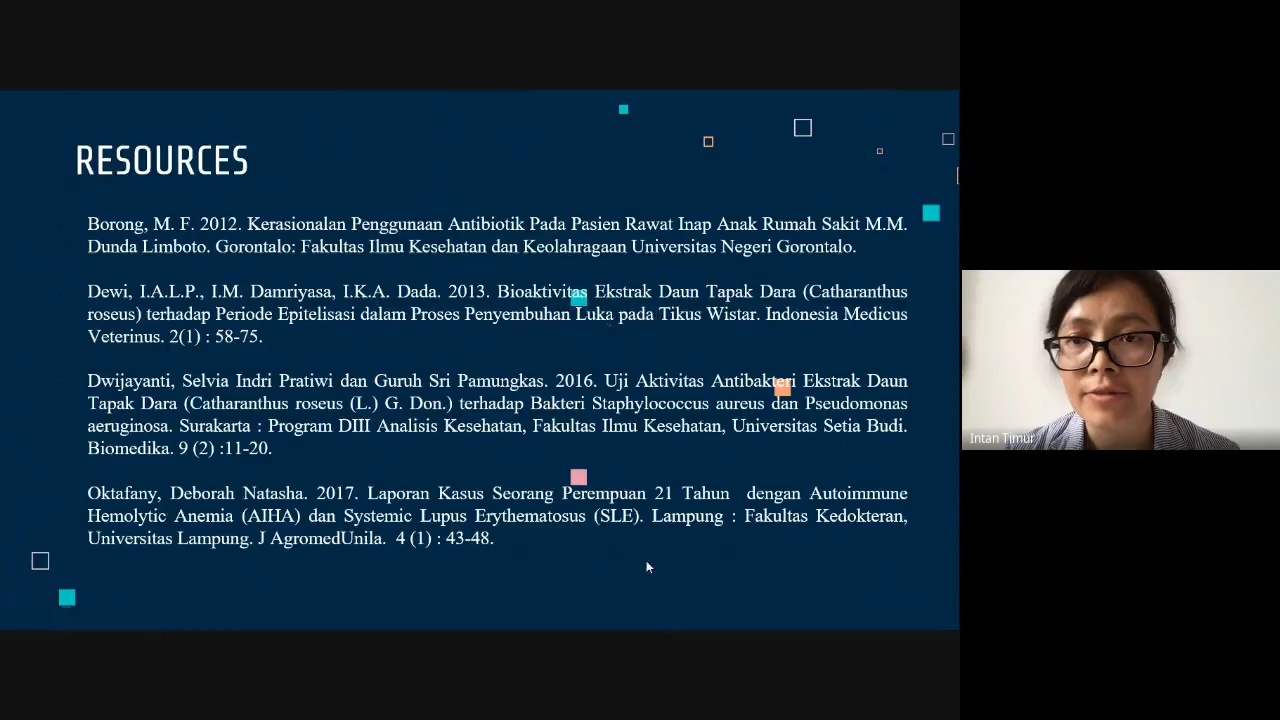 RESOURCES
Borong, M. F. 2012. Kerasionalan Penggunaan Antibiotik Pada Pasien Rawat Inap Anak Rumah Sakit M.M.
Dunda Limboto. Gorontalo: Fakultas Ilmu Kesehatan dan Keolahragaan Universitas Negeri Gorontalo.
Dewi, I.A.L.P., I.M. Damriyasa, I.K.A. Dada. 2013. Bioaktivitas Ekstrak Daun Tapak Dara (Catharanthus
roseus) terhadap Periode Epitelisasi dalam Proses Penyembuhan Luka pada Tikus Wistar. Indonesia Medicus
Veterinus. 2(1) : 58-75.
Dwijayanti, Selvia Indri Pratiwi dan Guruh Sri Pamungkas. 2016. Uji Aktivitas Antibakteri Ekstrak Daun
Tapak Dara (Catharanthus roseus (L.) G. Don.) terhadap Bakteri Staphylococcus aureus dan Pseudomonas
aeruginosa. Surakarta : Program DIII Analisis Kesehatan, Fakultas Ilmu Kesehatan, Universitas Setia Budi.
Biomedika. 9 (2) :11-20.
Oktafany, Deborah Natasha. 2017. Laporan Kasus Seorang Perempuan 21 Tahun dengan Autoimmune
Hemolytic Anemia (AIHA) dan Systemic Lupus Erythematosus (SLE). Lampung : Fakultas Kedokteran,
Universitas Lampung. J AgromedUnila. 4 (1) : 43-48.
Intan Timur